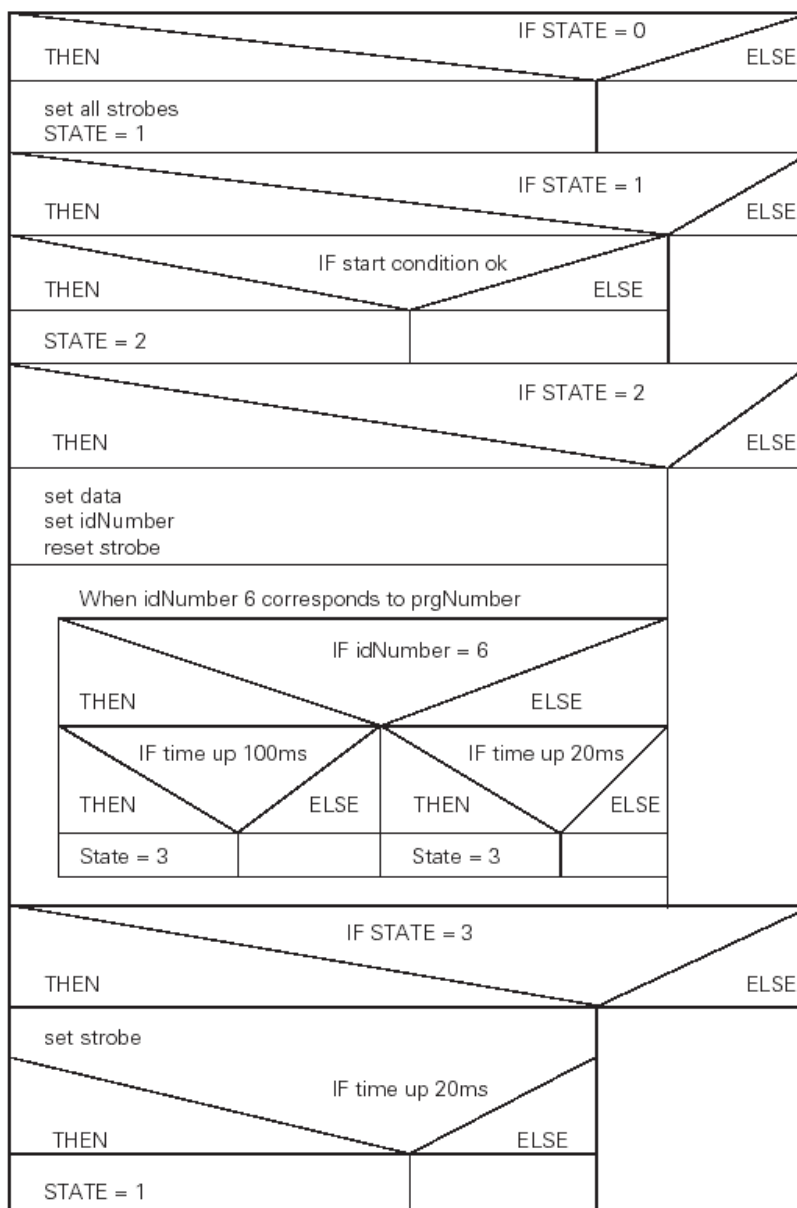 IF STATE = 0
THEN ELSE
set all strobes
STATE = 1
IF STATE = 1
THEN ELSE
IF start condition ok
THEN ELSE
STATE = 2
IF STATE = 2
THEN ELSE
set data
set idNumber
reset strobe
When idNumber 6 corresponds to prgNumber
IF idNumber = 6
THEN ELSE
IF time up 100ms IF time up 20ms
THEN ELSE THEN ELSE
State = 3 State = 3
IF STATE = 3
THEN ELSE
set strobe
IF time up 20ms
THEN ELSE
STATE = 1